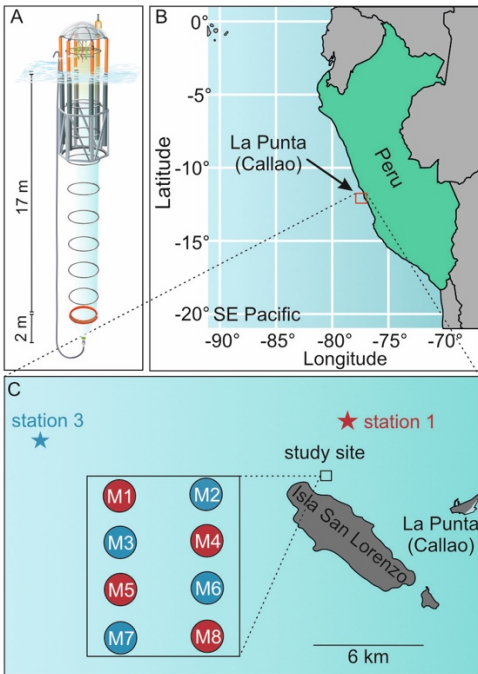 A
17 m
2 m
B
0°
-5°
-10°
-15°
-20°
Latitude
La Punta
(Callao)
Peru
SE Pacific
-90° -85° -80° -75° -70°
Longitude
C
station 3
station 1
study site
M1 M2
M3 M4
M5 M6
M7 M8
Isla San Lorenzo
La Punta
(Callao)
6 km